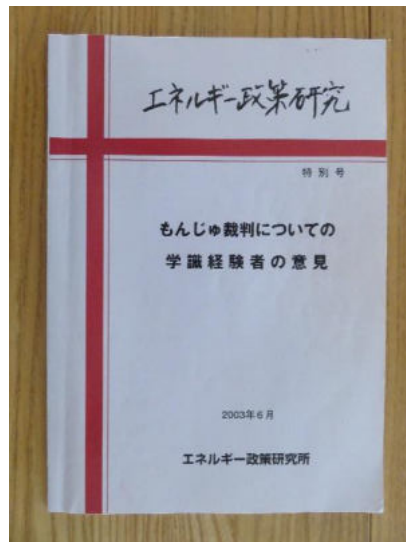 エネルギー政策研究
特別号
もんじゅ裁判についての
学識経験者の意見
2003年6月
エネルギー政策研究所